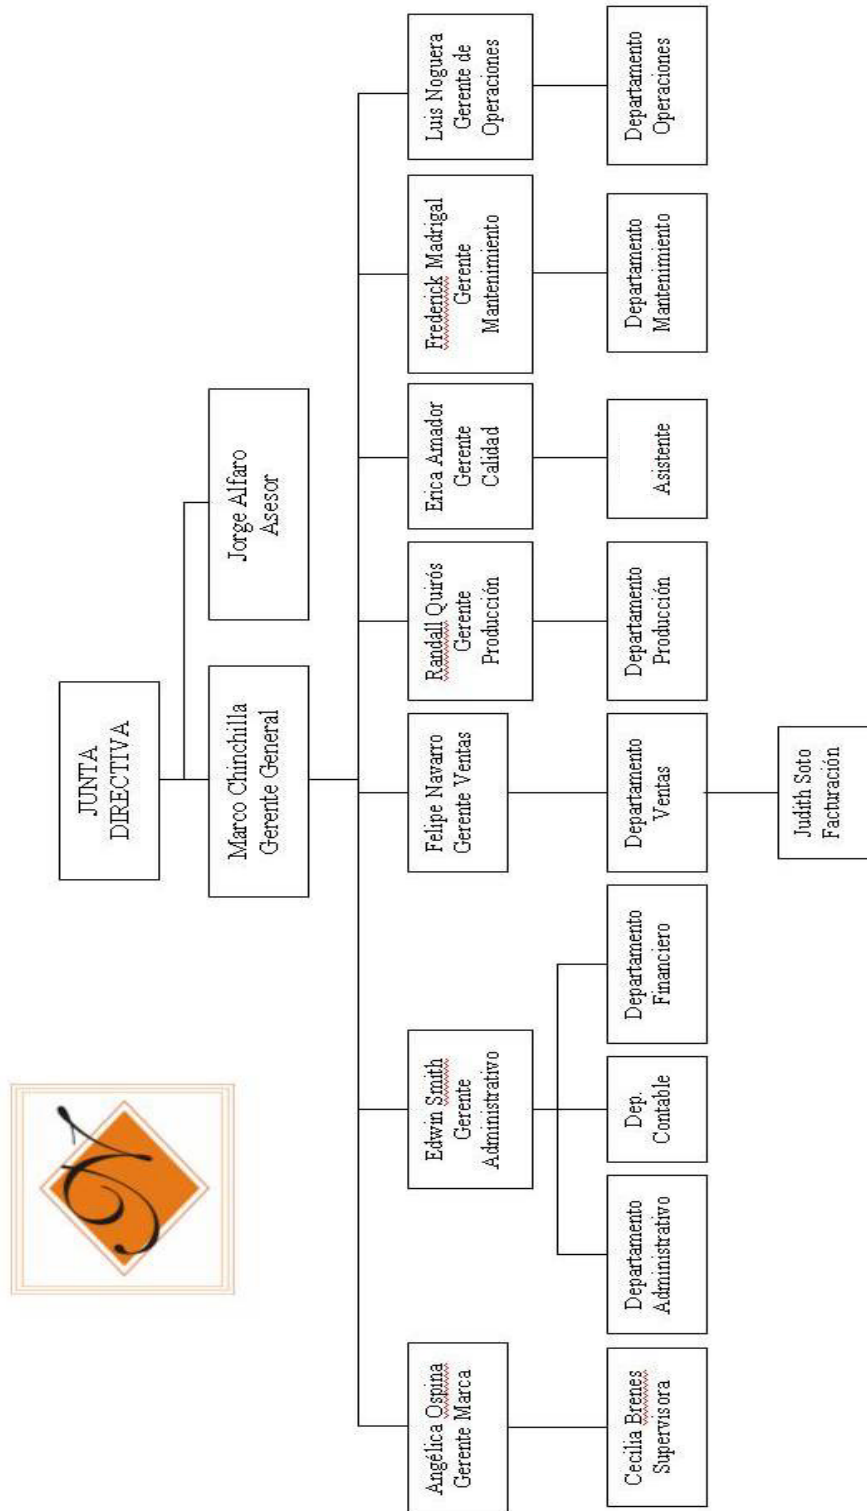 JUNTA
DIRECTIVA
Marco Chinchilla
Gerente General
Jorge Alfaro
Asesor
Angélica Ospina
Gerente Marca
Edwin Smith
Gerente
Administrativo
Felipe Navarro
Gerente Ventas
Randall Quirós
Gerente
Producción
Erica Amador
Gerente
Calidad
Frederick Madrigal
Gerente
Mantenimiento
Luis Noguera
Gerente de
Operaciones
Cecilia Brenes
Supervisora
Departamento
Administrativo
Dep.
Contable
Departamento
Financiero
Departamento
Ventas
Departamento
Producción
Asistente
Departamento
Mantenimiento
Departamento
Operaciones
Judith Soto
Facturación